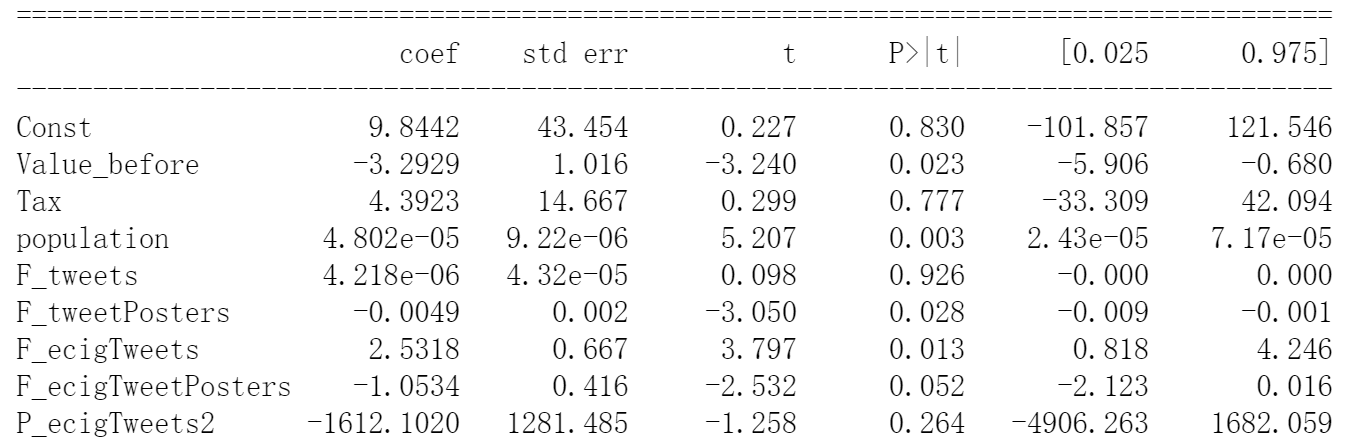 ==============================================================================
coef std err t P>|t| [0.025 0.975]
------------------------------------------------------------------------------
Const 9.8442 43.454 0.227 0.830 -101.857 121.546
Value_before -3.2929 1.016 -3.240 0.023 -5.906 -0.680
Tax 4.3923 14.667 0.299 0.777 -33.309 42.094
population 4.802e-05 9.22e-06 5.207 0.003 2.43e-05 7.17e-05
F_tweets 4.218e-06 4.32e-05 0.098 0.926 -0.000 0.000
F_tweetPosters -0.0049 0.002 -3.050 0.028 -0.009 -0.001
F_ecigTweets 2.5318 0.667 3.797 0.013 0.818 4.246
F_ecigTweetPosters -1.0534 0.416 -2.532 0.052 -2.123 0.016
P_ecigTweets2 -1612.1020 1281.485 -1.258 0.264 -4906.263 1682.059